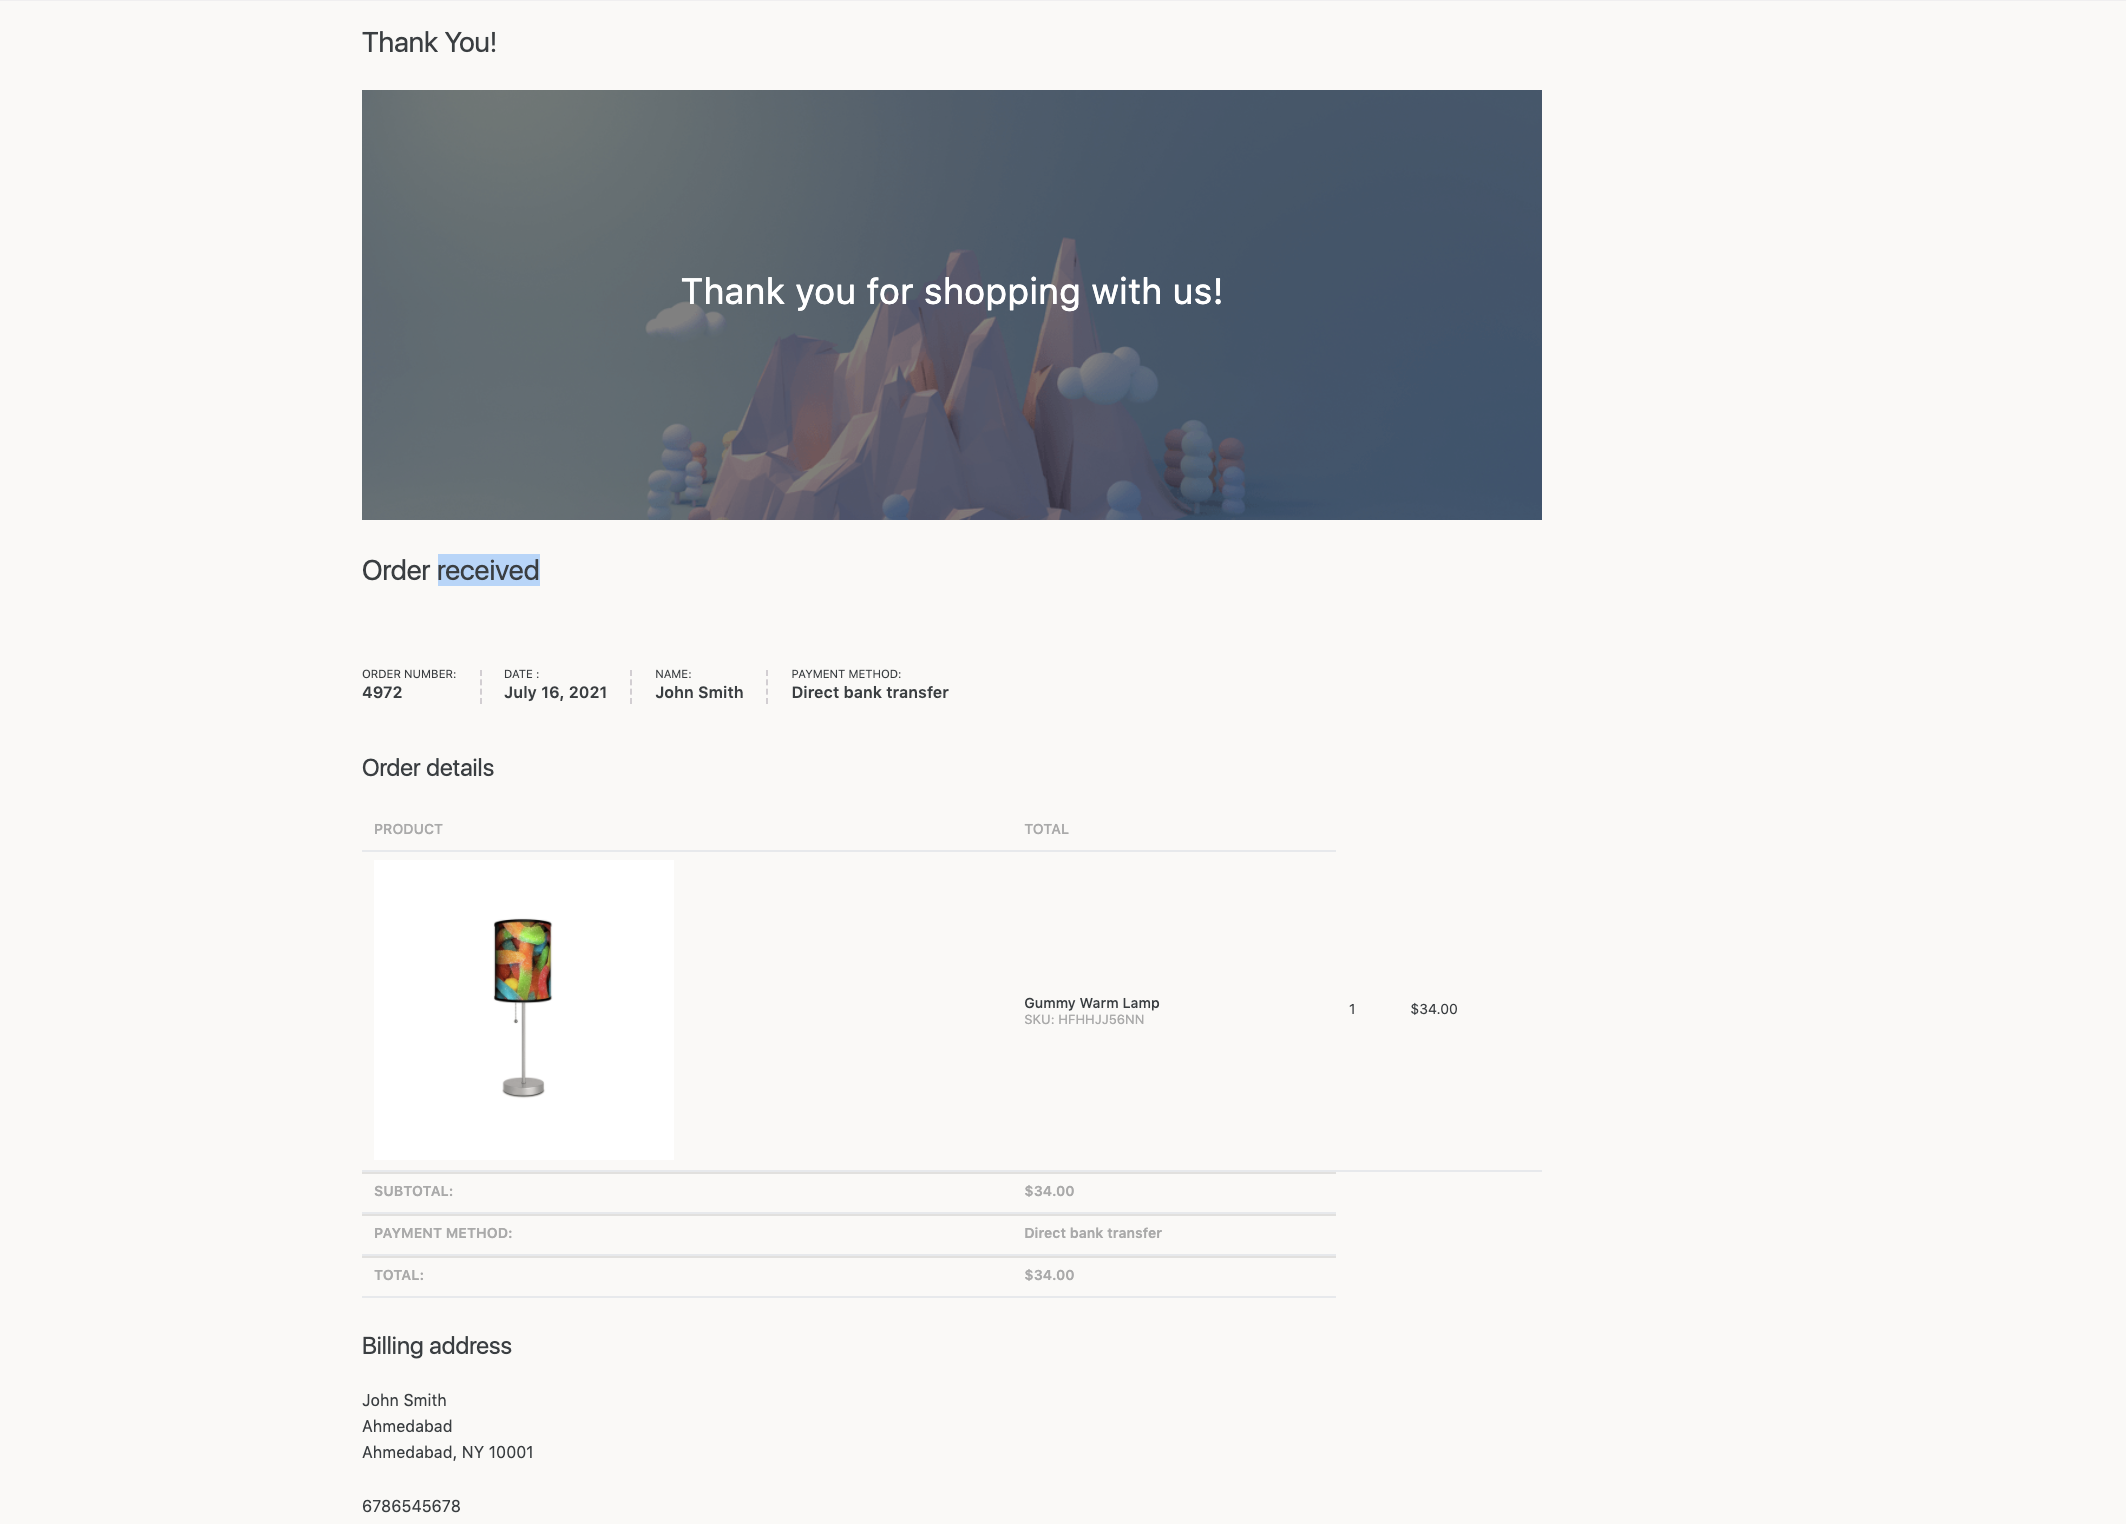 Thank You!
Thank you for shopping with us!
Order received
ORDER NUMBER: DATE : NAME: PAYMENT METHOD:
4972 July 16, 2021 John Smith Direct bank transfer
Order details
PRODUCT TOTAL
Gummy Warm Lamp
SKU: HFHHJJ56NN
1 $34.00
SUBTOTAL: $34.00
PAYMENT METHOD: Direct bank transfer
TOTAL: $34.00
Billing address
John Smith
Ahmedabad
Ahmedabad, NY 10001
6786545678